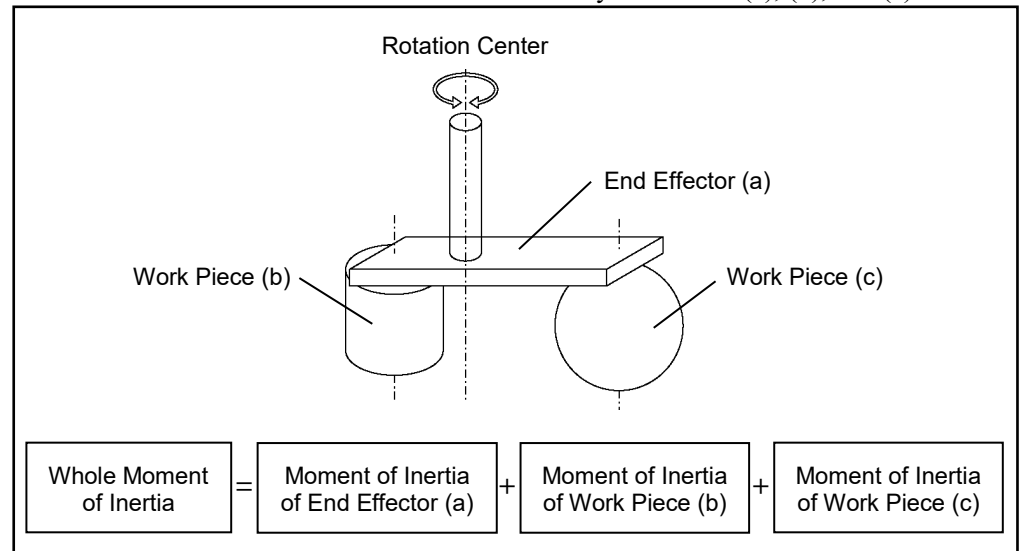 Rotation Center
End Effector (a)
Work Piece (b)
Work Piece (c)
Whole Moment
of Inertia
=
Moment of Inertia
of End Effector (a)
+
Moment of Inertia
of Work Piece (b)
+
Moment of Inertia
of Work Piece (c)